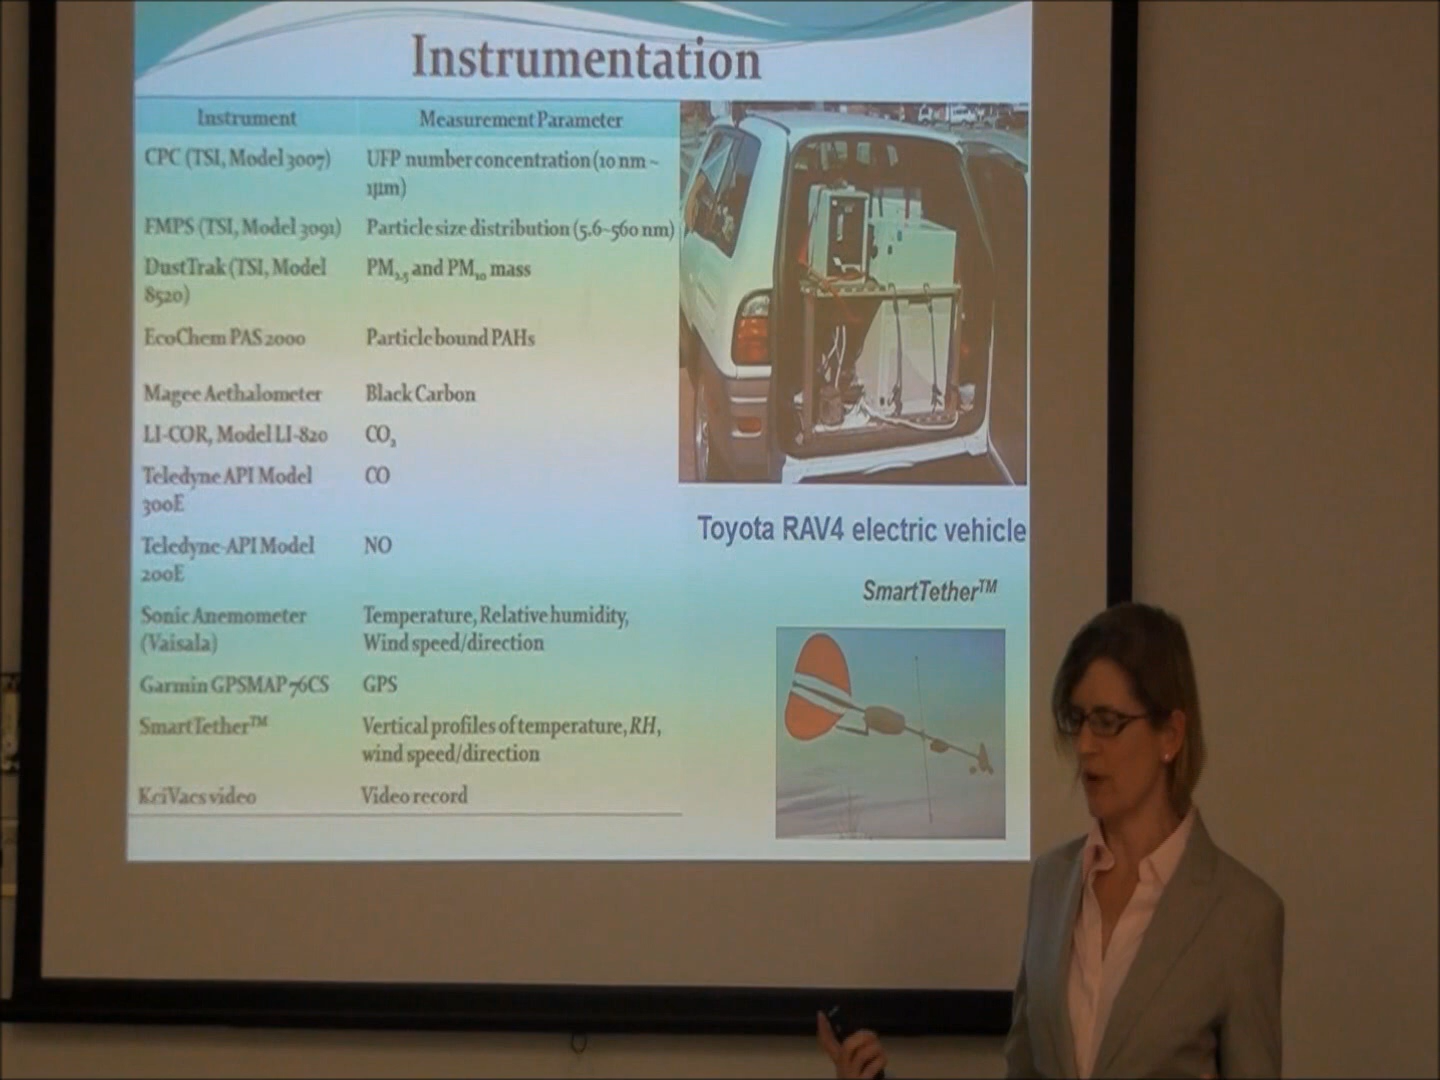 Instrumentation
Instrument Measurement Parameter
CPC (TSI, Model 3007) UFP number concentration (10 nm ~
1µm)
FMPS (TSI, Model 3091) Particle size distribution (5.6~560 nm)
DustTrak (TSI, Model PM2.5 and PM10 mass
8520)
EcoChem PAS 2000 Particle bound PAHs
Magee Aethalometer Black Carbon
LI-COR, Model LI-820 CO2
Teledyne API Model CO
300E
Teledyne-API Model NO
200E
Sonic Anemometer Temperature, Relative humidity,
(Vaisala) Wind speed/direction
Garmin GPSMAP 76CS GPS
SmartTether™ Vertical profiles of temperature, RH,
wind speed/direction
KciVacs video Video record
Toyota RAV4 electric vehicle
SmartTether™